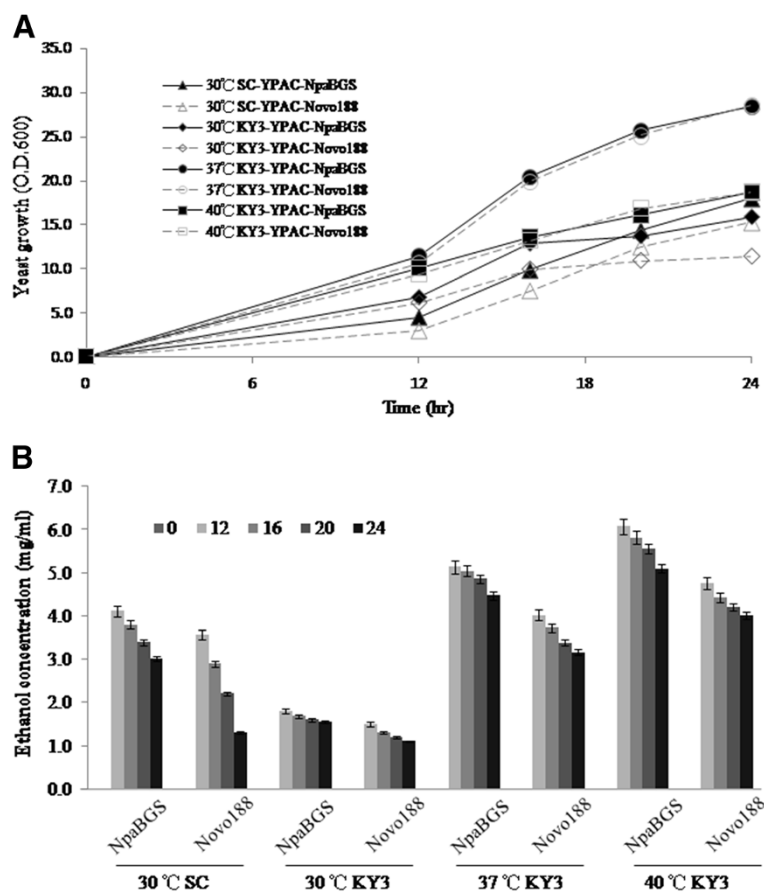 A
35.0
30.0
25.0
20.0
15.0
10.0
5.0
0.0
Yeast growth (O.D.600)
30℃ SC-YPAC-NpaBGS
30℃ SC-YPAC-Novo188
30℃ KY3-YPAC-NpaBGS
30℃ KY3-YPAC-Novo188
37℃ KY3-YPAC-NpaBGS
37℃ KY3-YPAC-Novo188
40℃ KY3-YPAC-NpaBGS
40℃ KY3-YPAC-Novo188
0 6 12 18 24
Time (hr)
B
7.0
6.0
5.0
4.0
3.0
2.0
1.0
0.0
Ethanol concentration (mg/ml)
0 12 16 20 24
NpaBGS Novo188 NpaBGS Novo188 NpaBGS Novo188 NpaBGS Novo188
30 ℃ SC 30 ℃ KY3 37 ℃ KY3 40 ℃ KY3